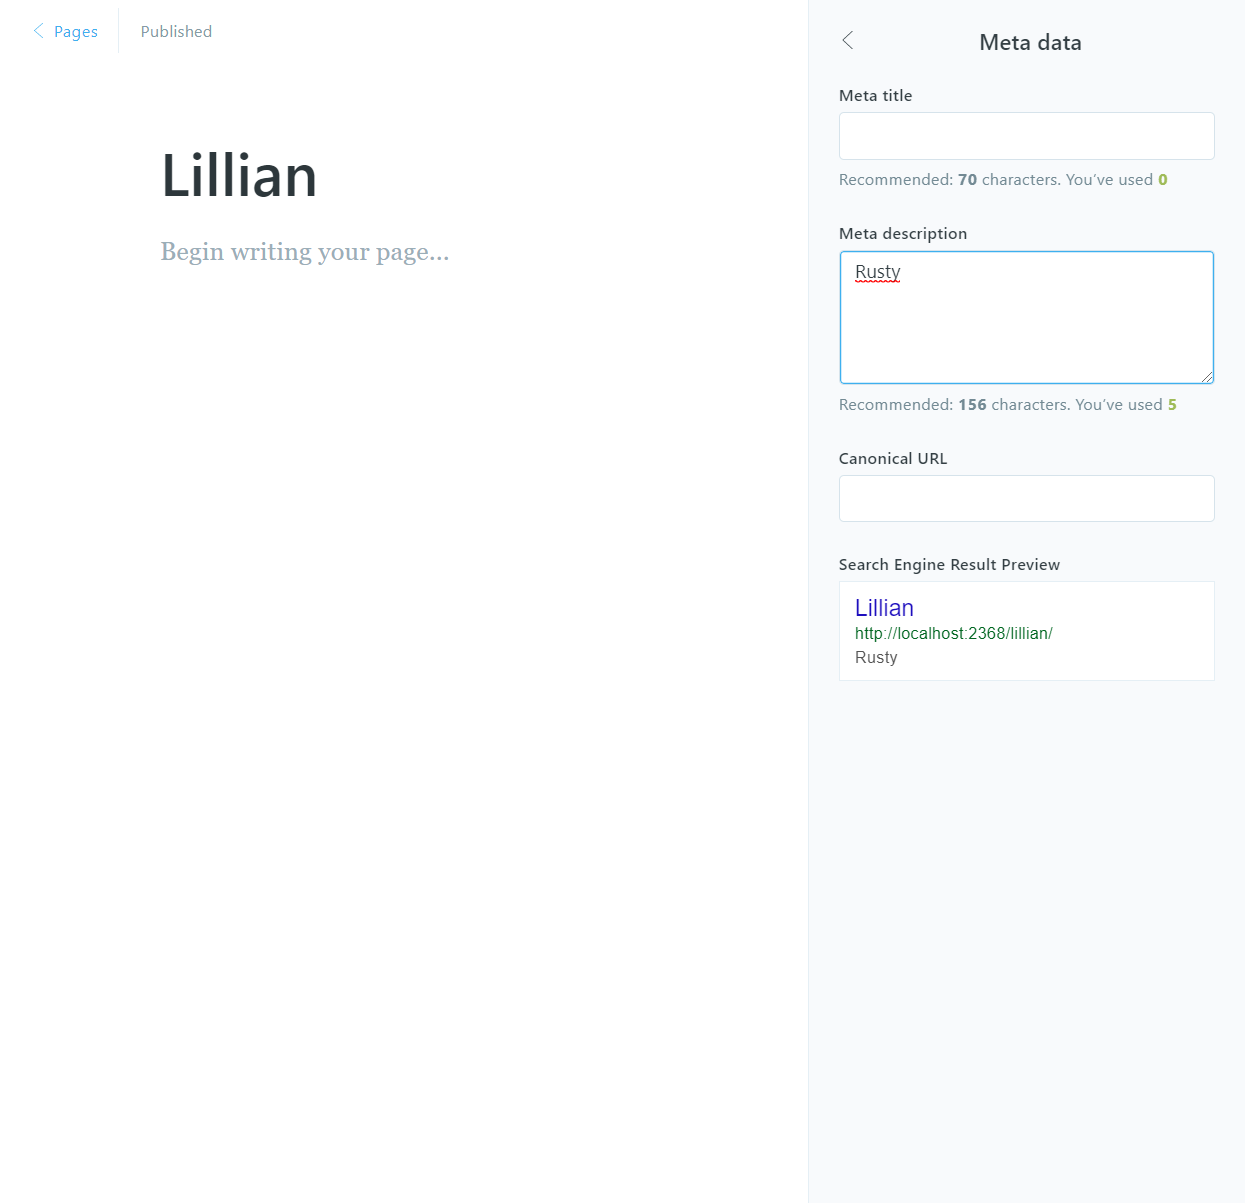 Pages
Published
Lillian
Begin writing your page...
Meta data
Meta title
Recommended: 70 characters. You’ve used 0
Meta description
Rusty
Recommended: 156 characters. You’ve used 5
Canonical URL
Search Engine Result Preview
Lillian
http://localhost:2368/lillian/
Rusty